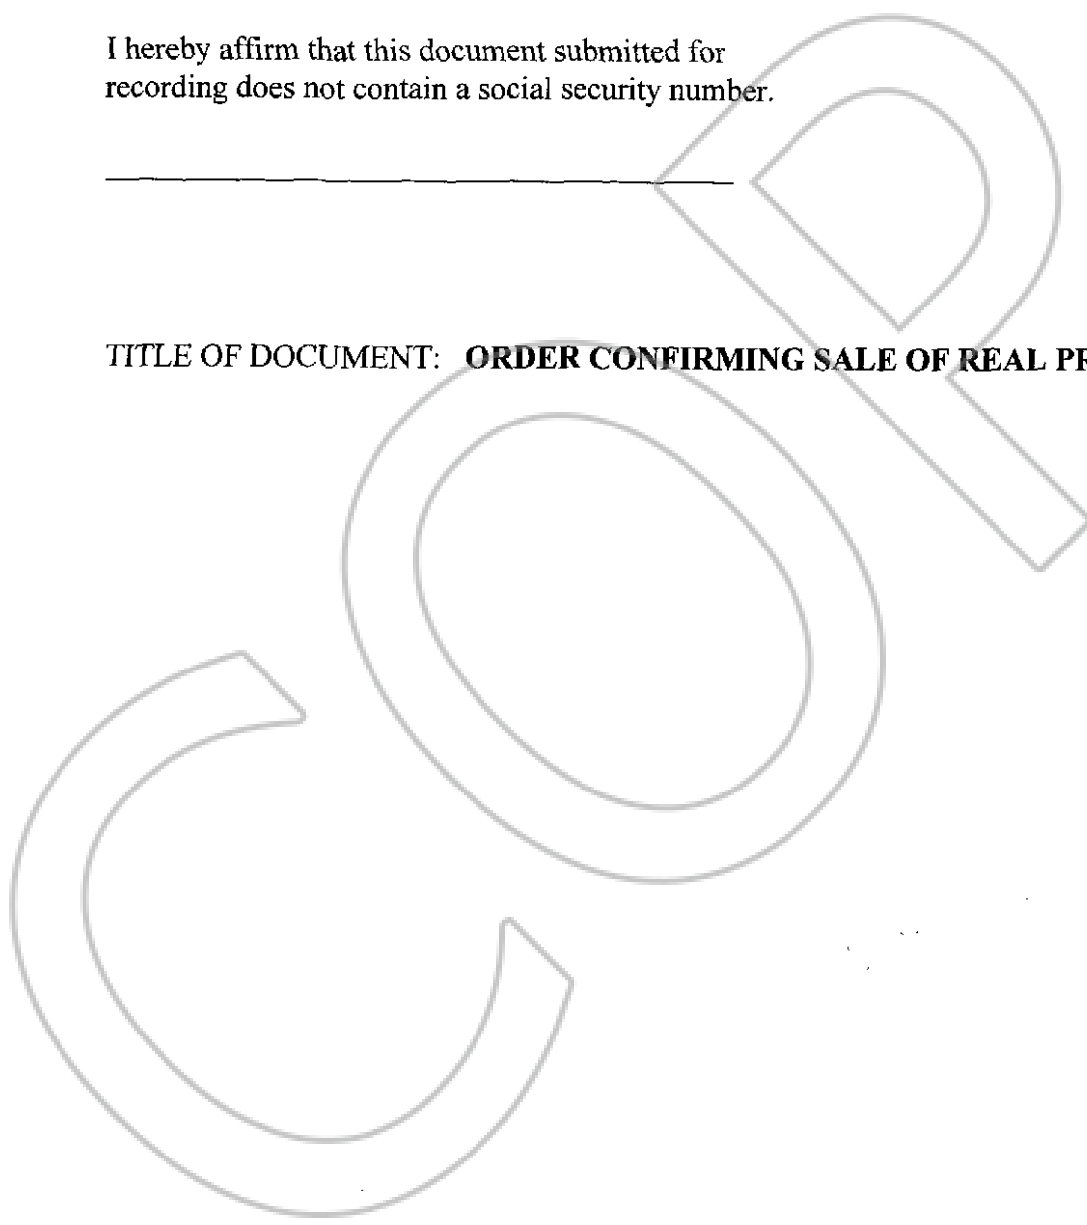 I hereby affirm that this document submitted for
recording does not contain a social security number.
TITLE OF DOCUMENT: ORDER CONFIRMING SALE OF REAL PR
COP